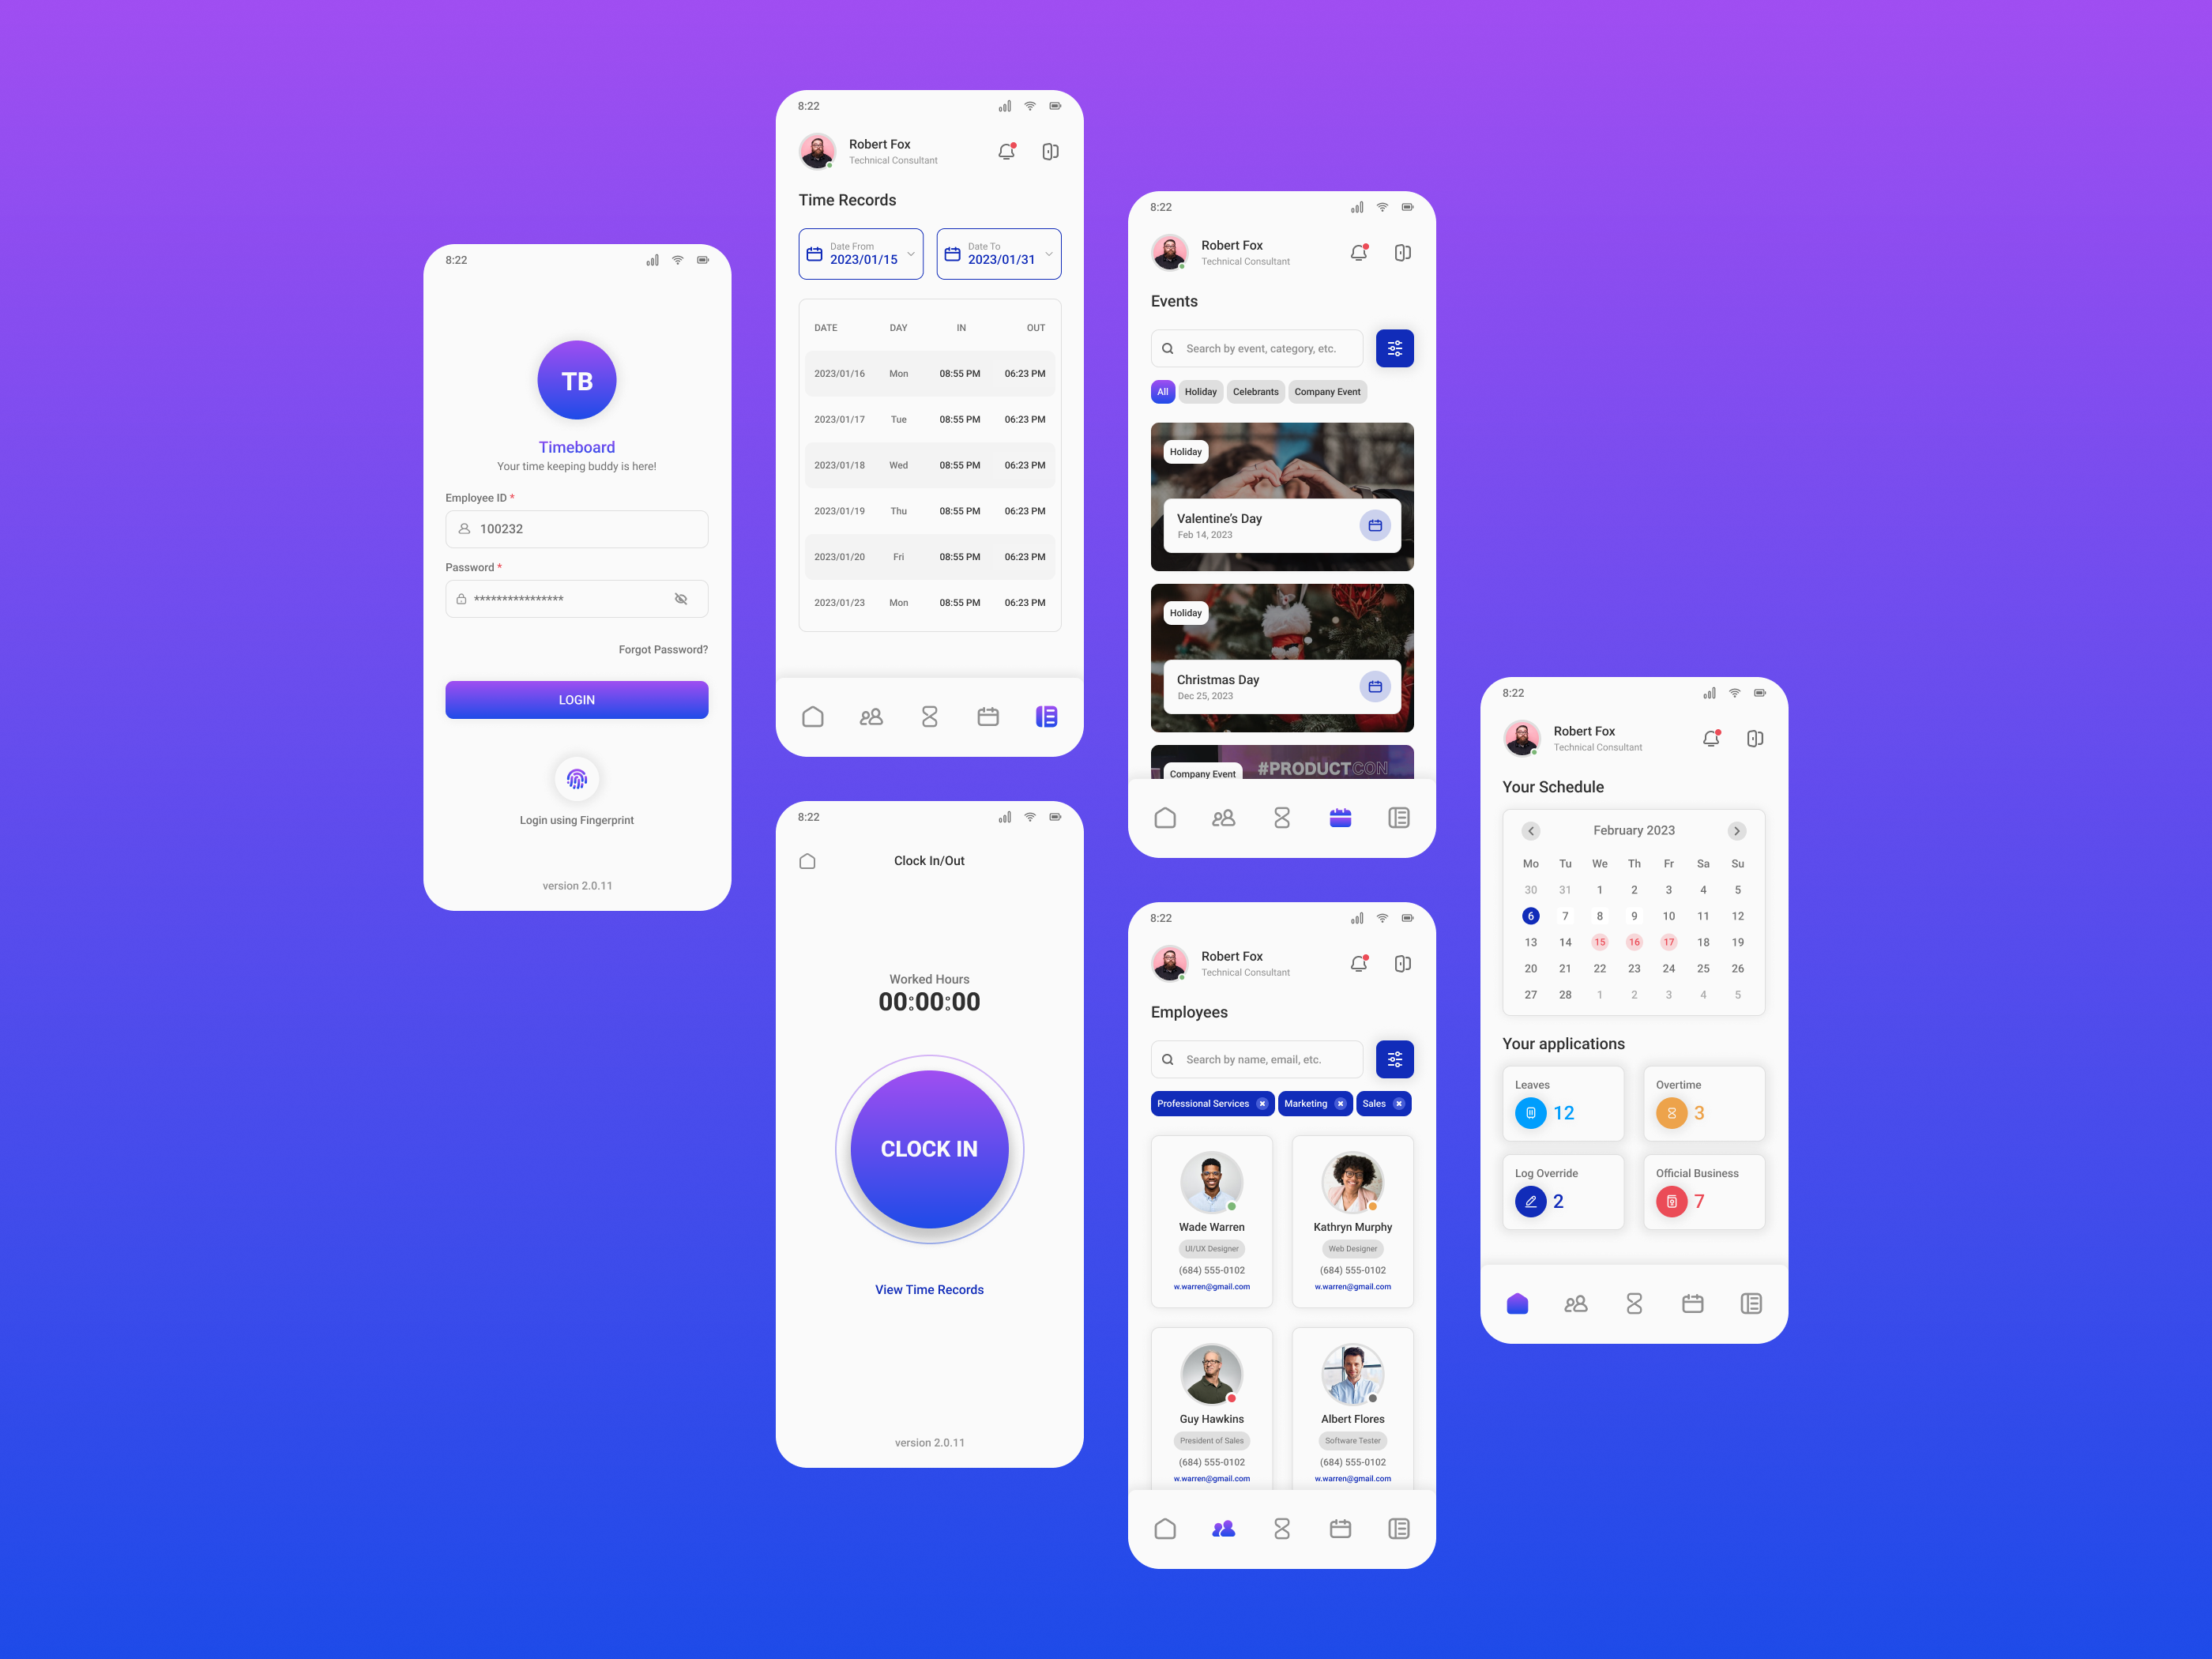 8:22
TB
Timeboard
Your time keeping buddy is here!
Employee ID *
100232
Password *
****************
Forgot Password?
LOGIN
Login using Fingerprint
version 2.0.11
8:22
Robert Fox
Technical Consultant
Time Records
Date From
2023/01/15
Date To
2023/01/31
DATE DAY IN OUT
2023/01/16 Mon 08:55 PM 06:23 PM
2023/01/17 Tue 08:55 PM 06:23 PM
2023/01/18 Wed 08:55 PM 06:23 PM
2023/01/19 Thu 08:55 PM 06:23 PM
2023/01/20 Fri 08:55 PM 06:23 PM
2023/01/23 Mon 08:55 PM 06:23 PM
8:22
Clock In/Out
Worked Hours
00:00:00
CLOCK IN
View Time Records
version 2.0.11
8:22
Robert Fox
Technical Consultant
Events
Search by event, category, etc.
All Holiday Celebrants Company Event
Holiday
Valentine's Day
Feb 14, 2023
Holiday
Christmas Day
Dec 25, 2023
Company Event
#PRODUCTCON
8:22
Robert Fox
Technical Consultant
Employees
Search by name, email, etc.
Professional Services Marketing Sales
Wade Warren
UI/UX Designer
(684) 555-0102
w.warren@gmail.com
Kathryn Murphy
Web Designer
(684) 555-0102
w.warren@gmail.com
Guy Hawkins
President of Sales
(684) 555-0102
w.warren@gmail.com
Albert Flores
Software Tester
(684) 555-0102
w.warren@gmail.com
8:22
Robert Fox
Technical Consultant
Your Schedule
February 2023
Mo Tu We Th Fr Sa Su
30 31 1 2 3 4 5
6 7 8 9 10 11 12
13 14 15 16 17 18 19
20 21 22 23 24 25 26
27 28 1 2 3 4 5
Your applications
Leaves
12
Overtime
3
Log Override
2
Official Business
7